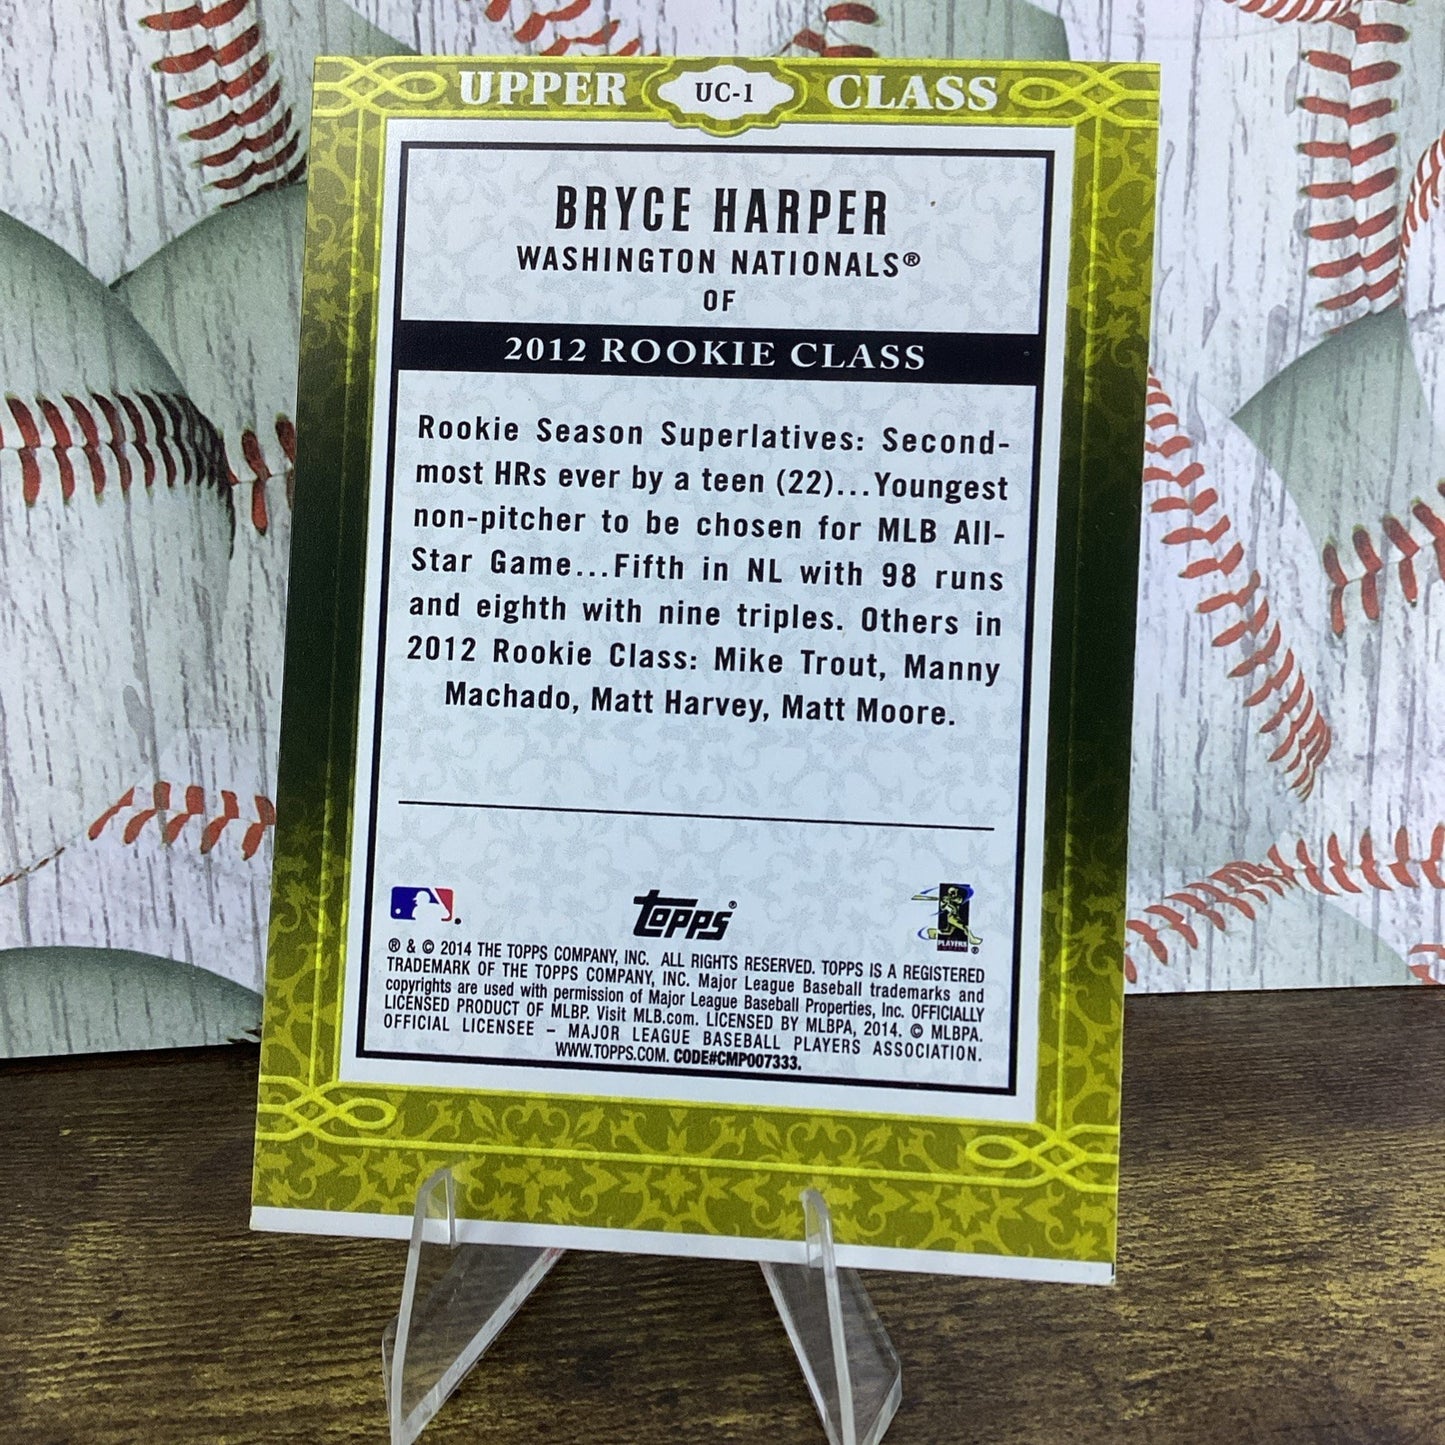 UPPER UC-1 CLASS
BRYCE HARPER
WASHINGTON NATIONALS®
OF
2012 ROOKIE CLASS
Rookie Season Superlatives: Second-
most HRs ever by a teen (22)...Youngest
non-pitcher to be chosen for MLB All-
Star Game...Fifth in NL with 98 runs
and eighth with nine triples. Others in
2012 Rookie Class: Mike Trout, Manny
Machado, Matt Harvey, Matt Moore.
topps®
PLAYERS
® & © 2014 THE TOPPS COMPANY, INC. ALL RIGHTS RESERVED. TOPPS IS A REGISTERED
TRADEMARK OF THE TOPPS COMPANY, INC. Major League Baseball trademarks and
copyrights are used with permission of Major League Baseball Properties, Inc. OFFICIALLY
LICENSED PRODUCT OF MLBP. Visit MLB.com. LICENSED BY MLBPA, 2014. © MLBPA.
OFFICIAL LICENSEE – MAJOR LEAGUE BASEBALL PLAYERS ASSOCIATION.
WWW.TOPPS.COM. CODE#CMP007333.